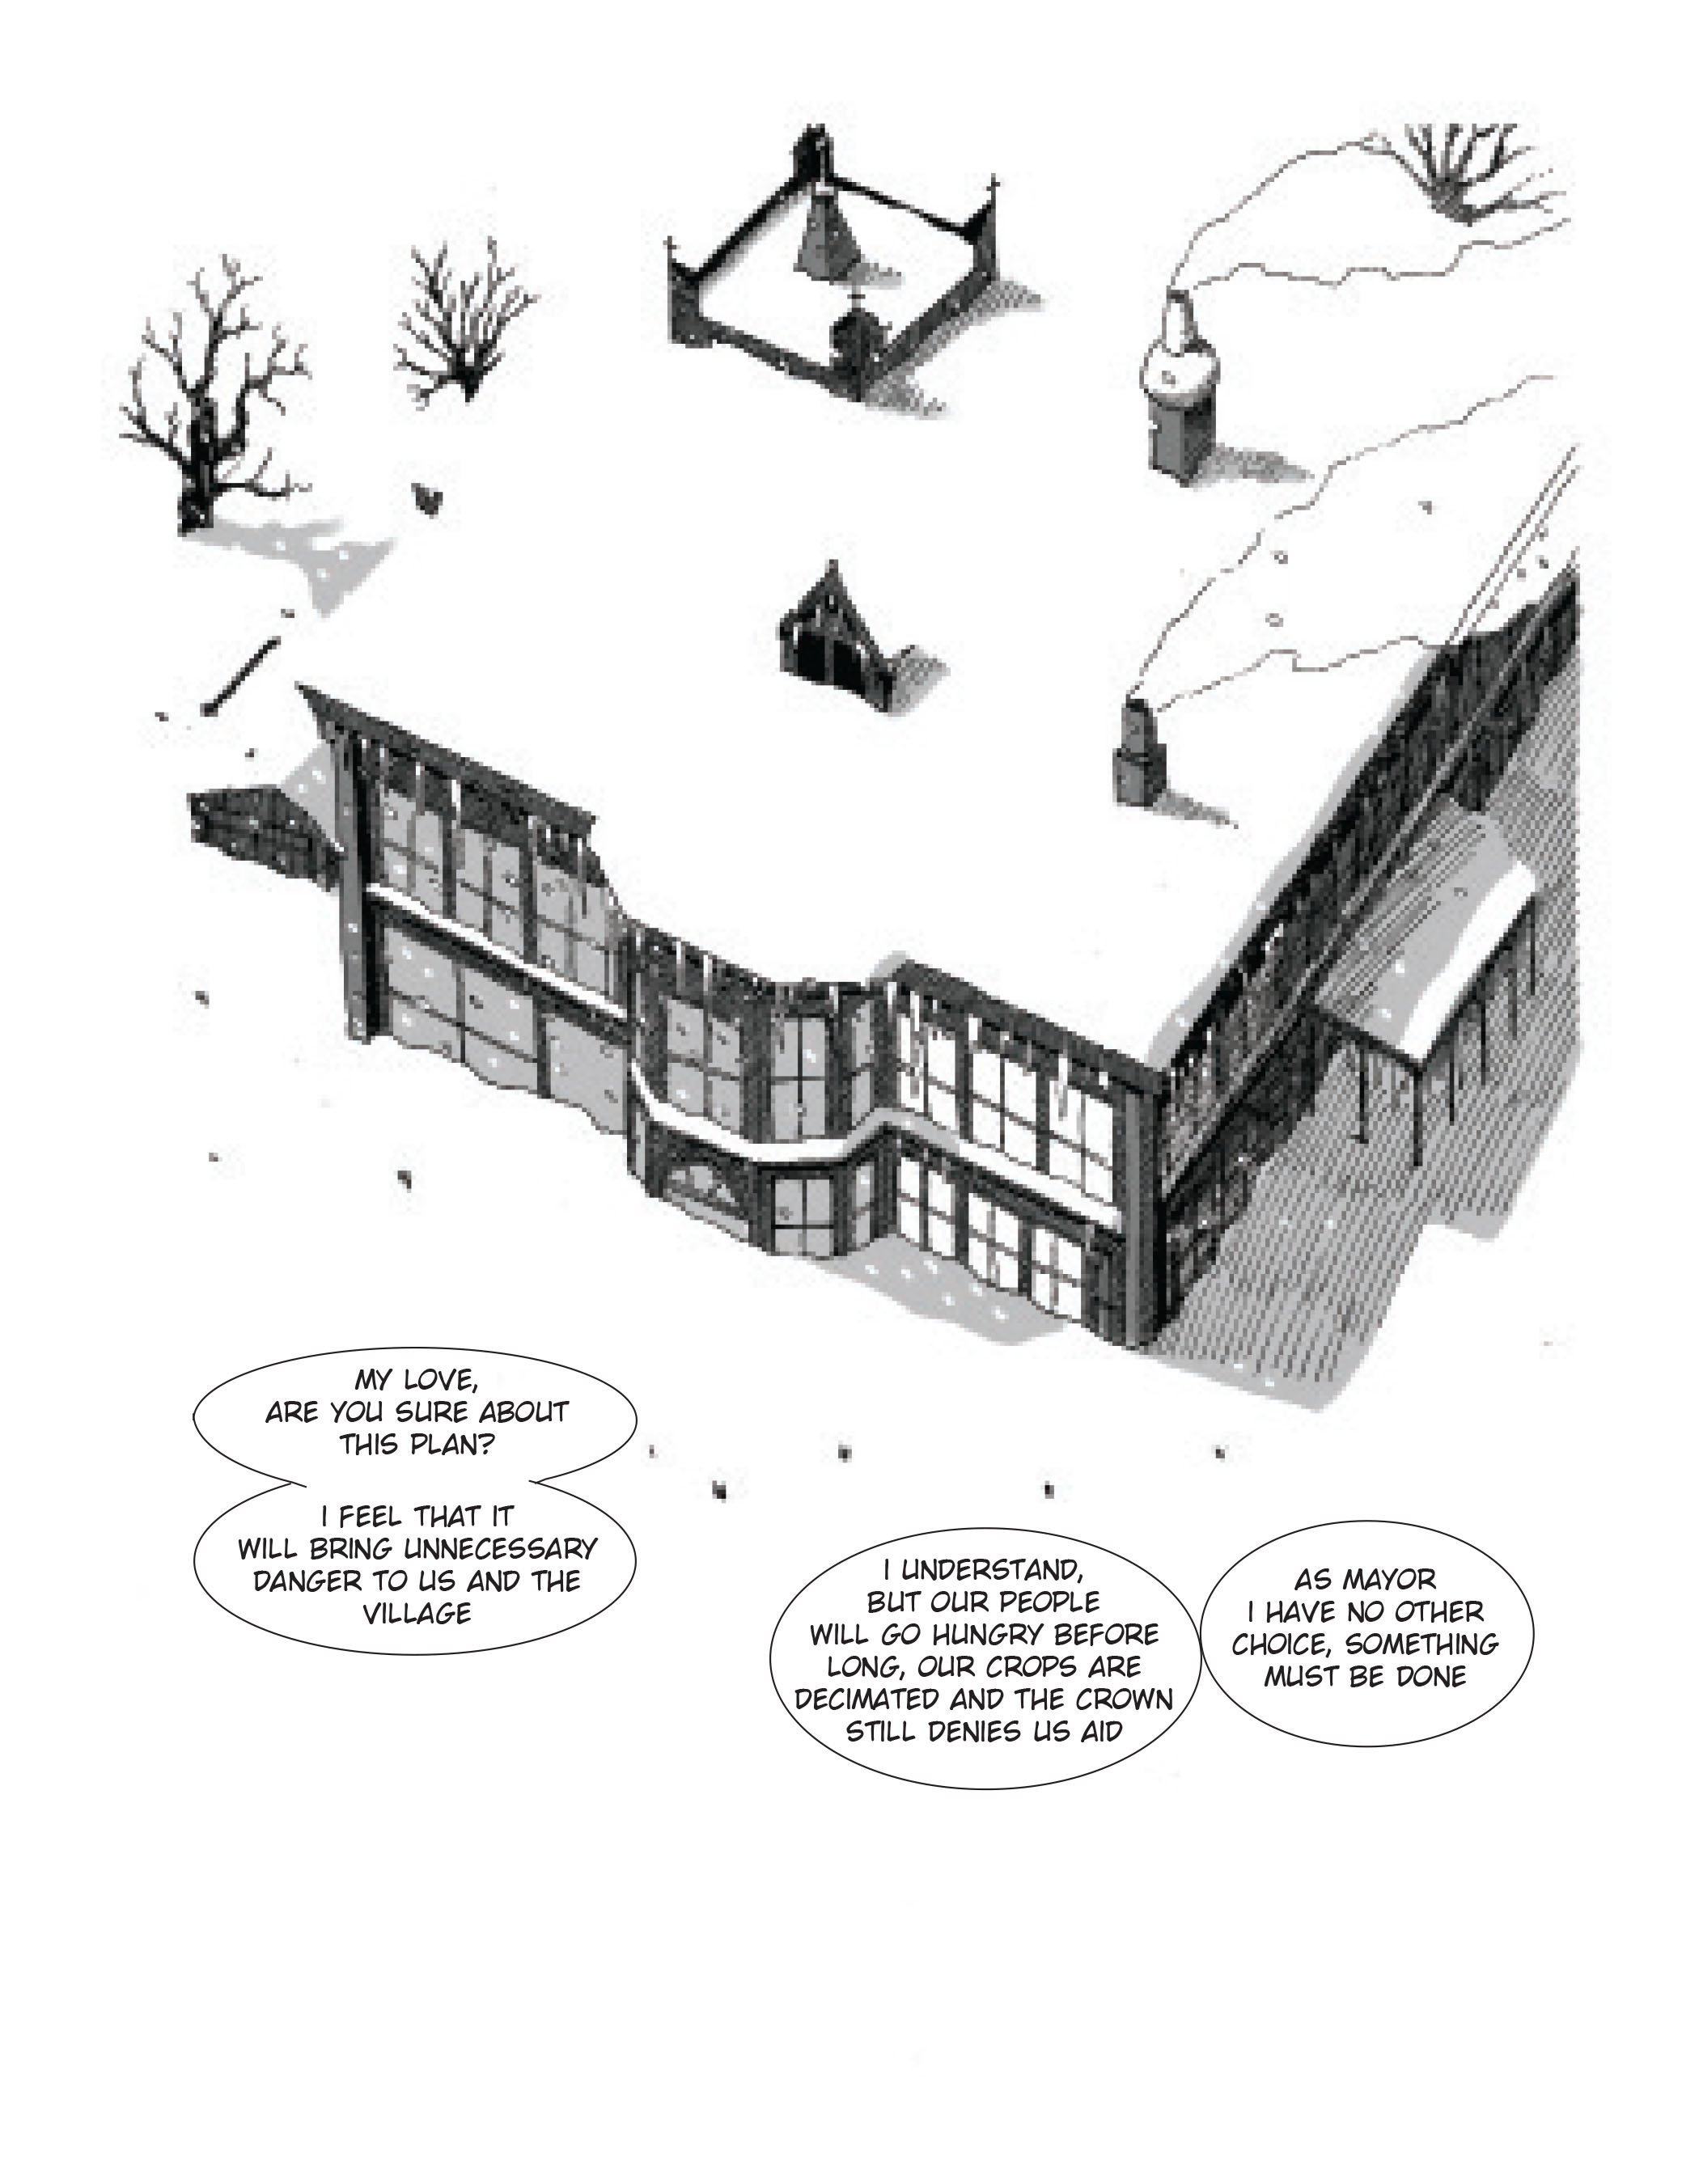 MY LOVE,
ARE YOU SURE ABOUT
THIS PLAN?
I FEEL THAT IT
WILL BRING UNNECESSARY
DANGER TO US AND THE
VILLAGE
I UNDERSTAND,
BUT OUR PEOPLE
WILL GO HUNGRY BEFORE
LONG, OUR CROPS ARE
DECIMATED AND THE CROWN
STILL DENIES US AID
AS MAYOR
I HAVE NO OTHER
CHOICE, SOMETHING
MUST BE DONE